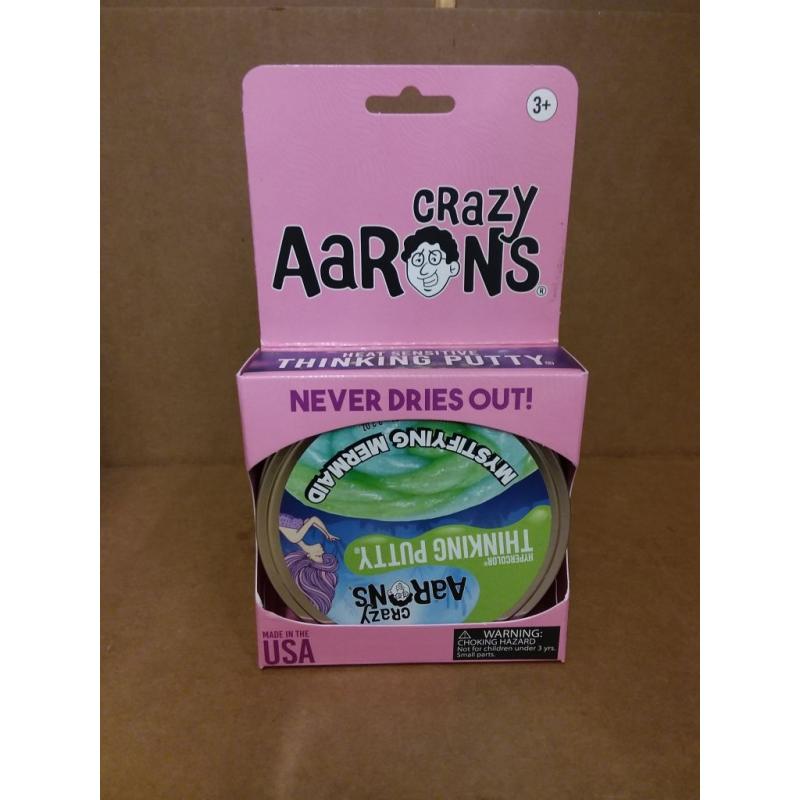 3+
CRAZY
AARONS®
HEAT SENSITIVE
THINKING PUTTY®
NEVER DRIES OUT!
CRAZY
AARONS®
HYPERCOLOR®
THINKING PUTTY®
MYSTIFYING MERMAID
MADE IN THE
USA
WARNING:
CHOKING HAZARD
Not for children under 3 yrs.
Small parts.